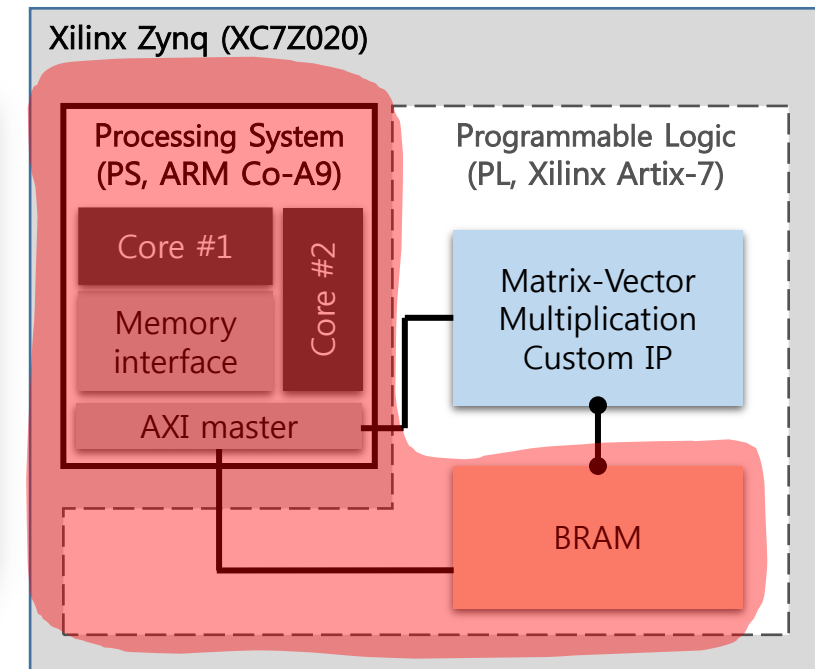 Xilinx Zynq (XC7Z020)
Processing System
(PS, ARM Co-A9)
Core #1
Core #2
Memory
interface
AXI master
Programmable Logic
(PL, Xilinx Artix-7)
Matrix-Vector
Multiplication
Custom IP
BRAM